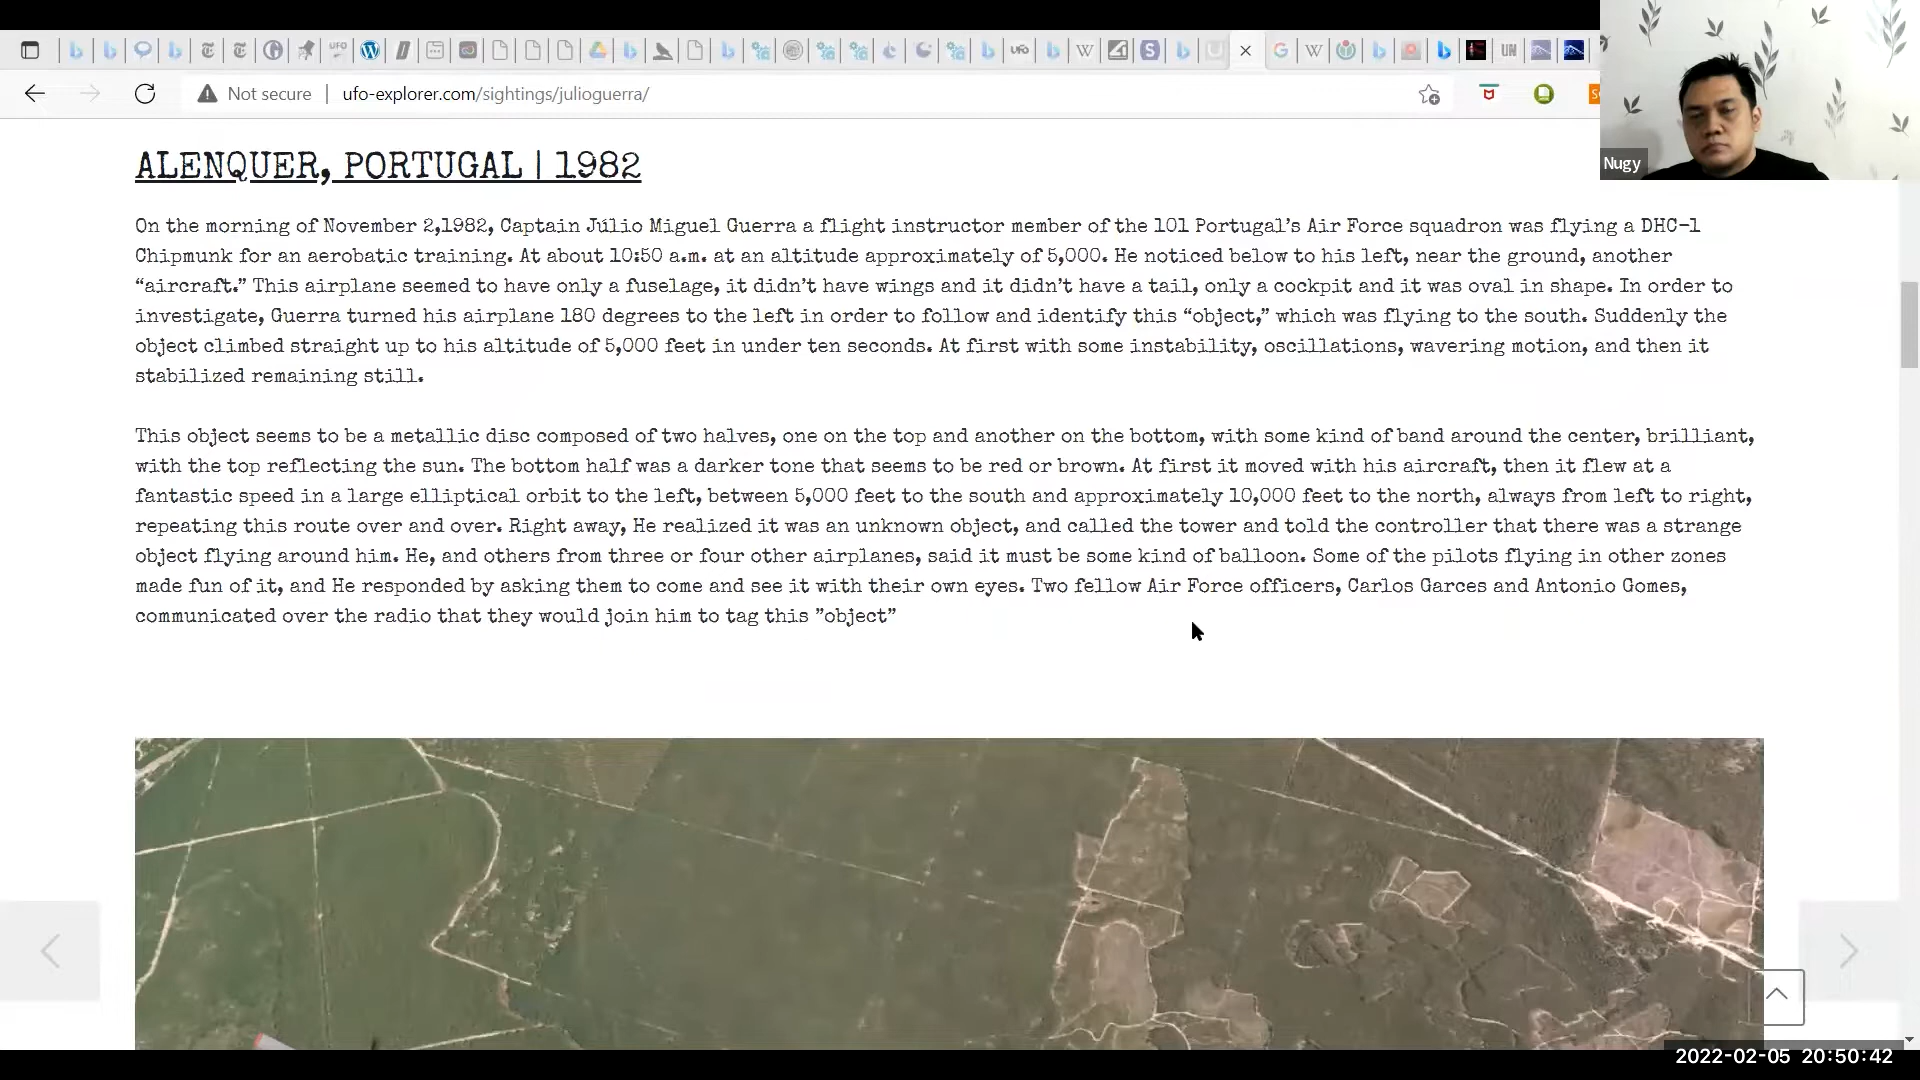 UFO
UFO
UN
Not secure
ufo-explorer.com/sightings/julioguerra/
Nugy
ALENQUER, PORTUGAL | 1982
On the morning of November 2,1982, Captain Júlio Miguel Guerra a flight instructor member of the 101 Portugal’s Air Force squadron was flying a DHC-1
Chipmunk for an aerobatic training. At about 10:50 a.m. at an altitude approximately of 5,000. He noticed below to his left, near the ground, another
“aircraft.” This airplane seemed to have only a fuselage, it didn’t have wings and it didn’t have a tail, only a cockpit and it was oval in shape. In order to
investigate, Guerra turned his airplane 180 degrees to the left in order to follow and identify this “object,” which was flying to the south. Suddenly the
object climbed straight up to his altitude of 5,000 feet in under ten seconds. At first with some instability, oscillations, wavering motion, and then it
stabilized remaining still.
This object seems to be a metallic disc composed of two halves, one on the top and another on the bottom, with some kind of band around the center, brilliant,
with the top reflecting the sun. The bottom half was a darker tone that seems to be red or brown. At first it moved with his aircraft, then it flew at a
fantastic speed in a large elliptical orbit to the left, between 5,000 feet to the south and approximately 10,000 feet to the north, always from left to right,
repeating this route over and over. Right away, He realized it was an unknown object, and called the tower and told the controller that there was a strange
object flying around him. He, and others from three or four other airplanes, said it must be some kind of balloon. Some of the pilots flying in other zones
made fun of it, and He responded by asking them to come and see it with their own eyes. Two fellow Air Force officers, Carlos Garces and Antonio Gomes,
communicated over the radio that they would join him to tag this ”object”
2022-02-05 20:50:42